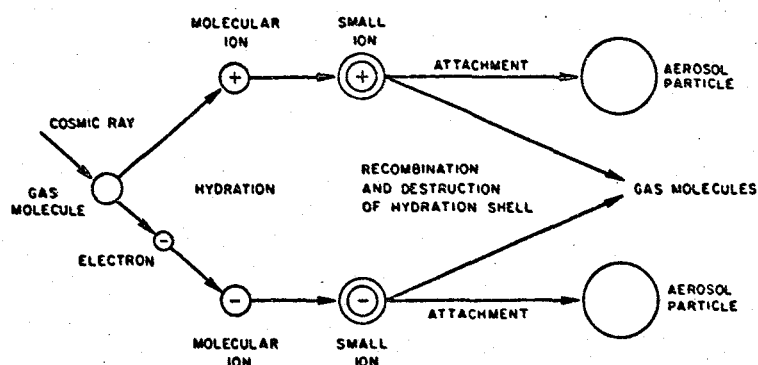 MOLECULAR
ION
SMALL
ION
+
+
ATTACHMENT
AEROSOL
PARTICLE
COSMIC RAY
GAS
MOLECULE
HYDRATION
RECOMBINATION
AND DESTRUCTION
OF HYDRATION SHELL
GAS MOLECULES
-
ELECTRON
-
-
ATTACHMENT
AEROSOL
PARTICLE
MOLECULAR
ION
SMALL
ION